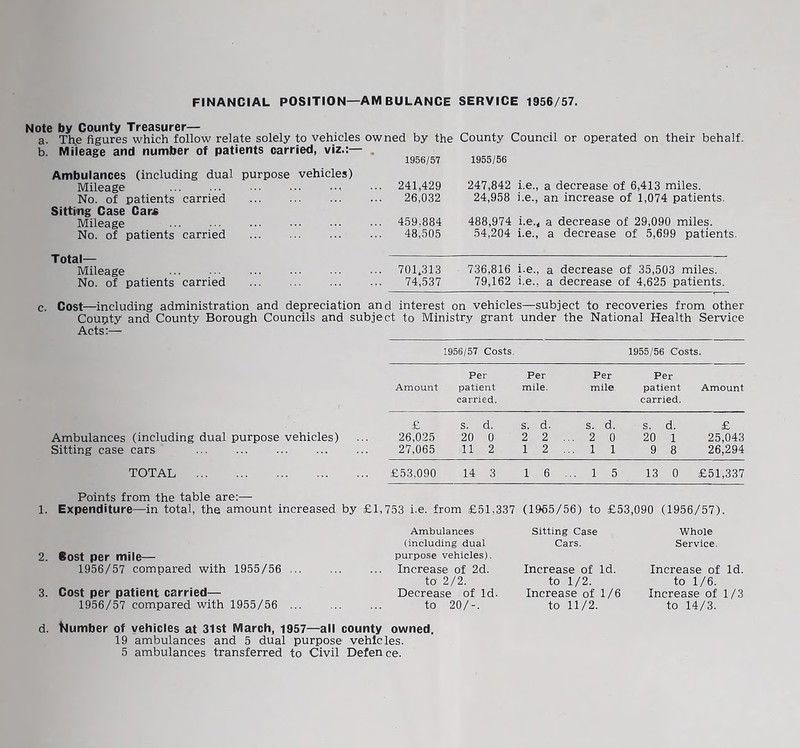 FINANCIAL POSITION—AMBULANCE SERVICE 1956/57.
Note by County Treasurer—
a. The figures which follow relate solely to vehicles owned by the County Council or operated on their behalf.
b. Mileage and number of patients carried, viz.:—
1956/57 1955/56
Ambulances (including dual purpose vehicles)
Mileage ... ... ... ... ... ... 241,429 247,842 i.e., a decrease of 6,413 miles.
No. of patients carried ... ... ... ... 26,032 24,958 i.e., an increase of 1,074 patients.
Sitting Case Cars
Mileage ... ... ... ... ... ... 459,884 488,974 i.e., a decrease of 29,090 miles.
No. of patients carried ... ... ... ... 48,505 54,204 i.e., a decrease of 5,699 patients.
Total—
Mileage ... ... ... ... ... ... 701,313 736,816 i.e., a decrease of 35,503 miles.
No. of patients carried ... ... ... ... 74,537 79,162 i.e., a decrease of 4,625 patients.
c. Cost—including administration and depreciation and interest on vehicles—subject to recoveries from other
County and County Borough Councils and subject to Ministry grant under the National Health Service
Acts:—
1956/57 Costs. 1955/56 Costs.
Per Per Per Per
Amount patient mile. mile patient Amount
carried. carried.
£ s. d. s. d. s. d. s. d. £
Ambulances (including dual purpose vehicles) ... 26,025 20 0 2 2 ... 2 0 20 1 25,043
Sitting case cars ... ... ... ... ... 27,065 11 2 1 2 ... 1 1 9 8 26,294
TOTAL ... ... ... ... ... ... £53,090 14 3 1 6 ... 1 5 13 0 £51,337
Points from the table are:—
1. Expenditure—in total, the amount increased by £1,753 i.e. from £51,337 (1955/56) to £53,090 (1956/57).
Ambulances Sitting Case Whole
(including dual Cars. Service.
2. Cost per mile— purpose vehicles).
1956/57 compared with 1955/56 ... ... ... Increase of 2d. Increase of 1d. Increase of 1d.
to 2/2. to 1/2. to 1/6.
3. Cost per patient carried— Decrease of 1d. Increase of 1/6 Increase of 1/3
1956/57 compared with 1955/56 ... ... ... to 20/-. to 11/2. to 14/3.
d. Number of vehicles at 31st March, 1957—all county owned.
19 ambulances and 5 dual purpose vehicles.
5 ambulances transferred to Civil Defence.